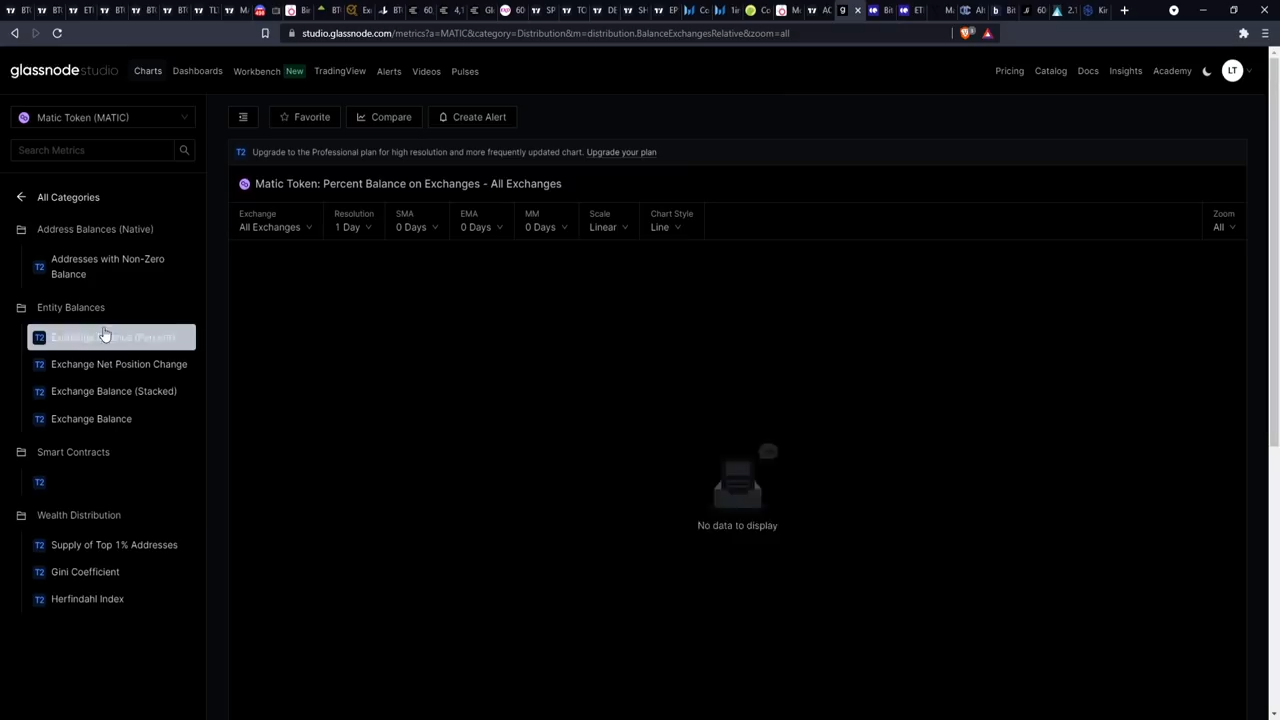 studio.glassnode.com/metrics?a=MATIC&category=Distribution&m=distribution.BalanceExchangesRelative&zoom=all
glassnode studio
Charts
Dashboards
Workbench New
TradingView
Alerts
Videos
Pulses
Pricing
Catalog
Docs
Insights
Academy
LT
Matic Token (MATIC)
Favorite
Compare
Create Alert
Search Metrics
T2 Upgrade to the Professional plan for high resolution and more frequently updated chart. Upgrade your plan
Matic Token: Percent Balance on Exchanges - All Exchanges
All Categories
Exchange
All Exchanges
Resolution
1 Day
SMA
0 Days
EMA
0 Days
MM
0 Days
Scale
Linear
Chart Style
Line
Zoom
All
Address Balances (Native)
T2 Addresses with Non-Zero
Balance
Entity Balances
T2 Exchange Balance (Percent)
T2 Exchange Net Position Change
T2 Exchange Balance (Stacked)
T2 Exchange Balance
Smart Contracts
T2
Wealth Distribution
T2 Supply of Top 1% Addresses
T2 Gini Coefficient
T2 Herfindahl Index
No data to display